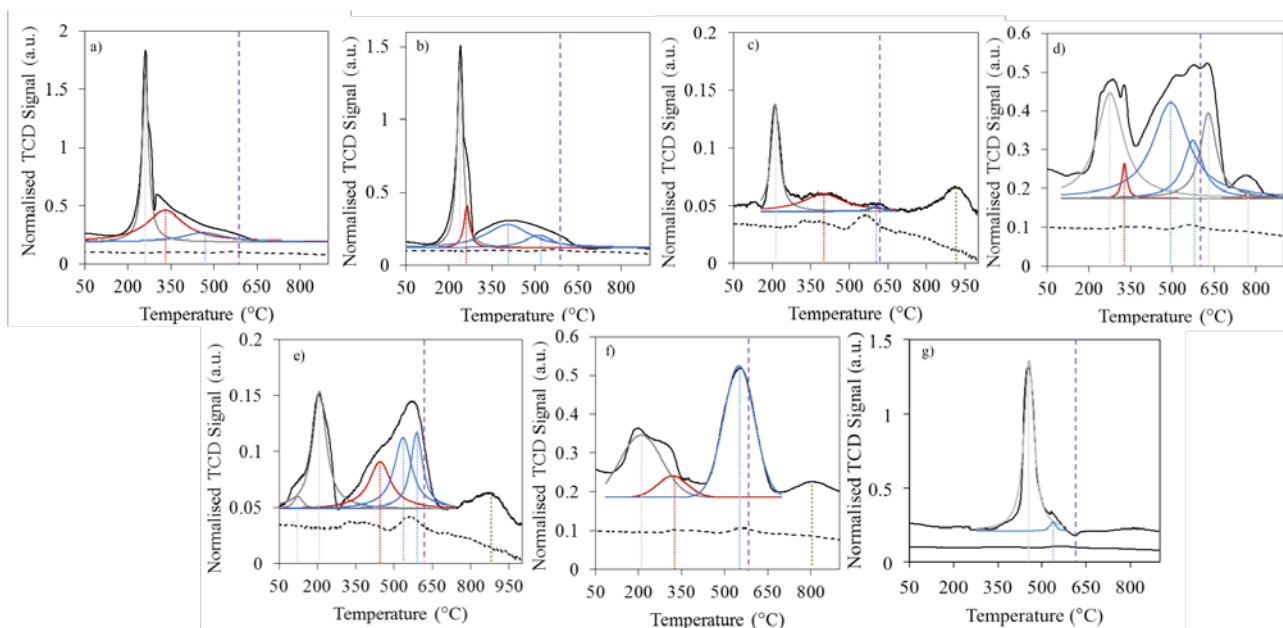 Normalised TCD Signal (a.u.)
a)
2
1.5
1
0.5
0
50 200 350 500 650 800
Temperature (°C)
Normalised TCD Signal (a.u.)
b)
1.5
1
0.5
0
50 200 350 500 650 800
Temperature (°C)
Normalised TCD Signal (a.u.)
c)
0.2
0.15
0.1
0.05
0
50 200 350 500 650 800 950
Temperature (°C)
Normalised TCD Signal (a.u.)
d)
0.6
0.5
0.4
0.3
0.2
0.1
0
50 200 350 500 650 800
Temperature (°C)
Normalised TCD Signal (a.u.)
e)
0.2
0.15
0.1
0.05
0
50 200 350 500 650 800 950
Temperature (°C)
Normalised TCD Signal (a.u.)
f)
0.6
0.5
0.4
0.3
0.2
0.1
0
50 200 350 500 650 800
Temperature (°C)
Normalised TCD Signal (a.u.)
g)
1.5
1
0.5
0
50 200 350 500 650 800
Temperature (°C)